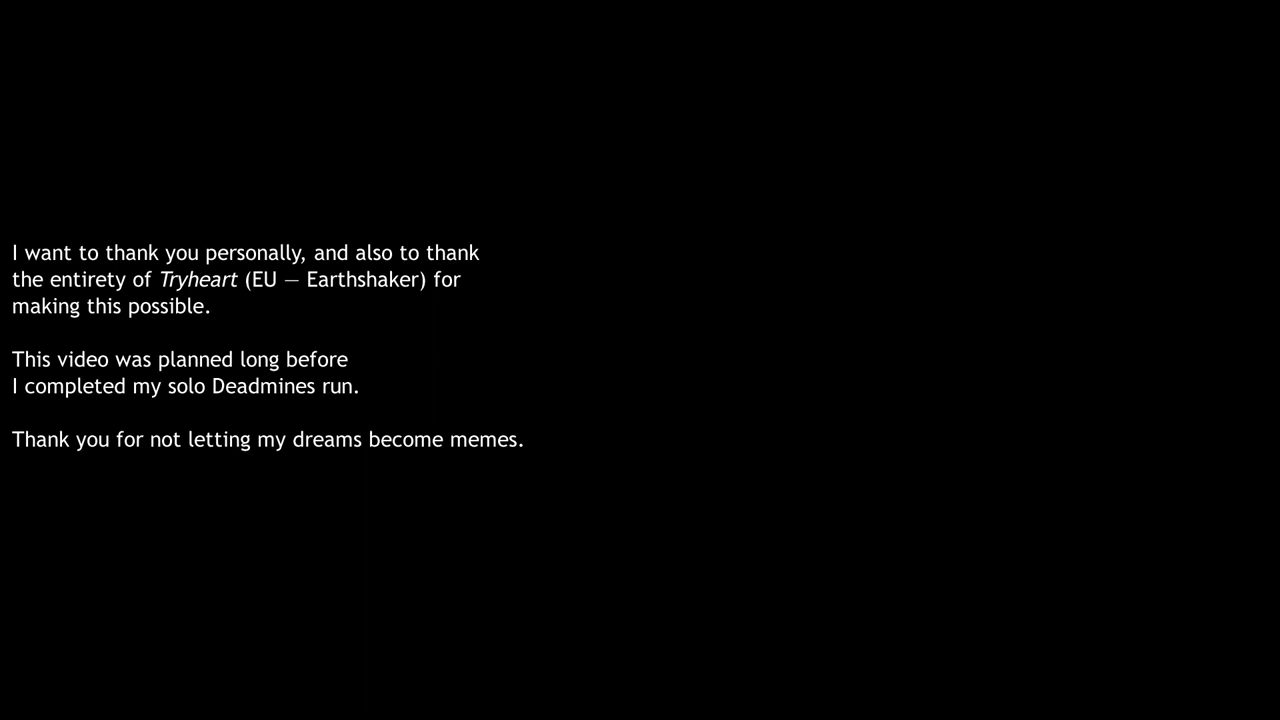 I want to thank you personally, and also to thank
the entirety of Tryheart (EU — Earthshaker) for
making this possible.
This video was planned long before
I completed my solo Deadmines run.
Thank you for not letting my dreams become memes.